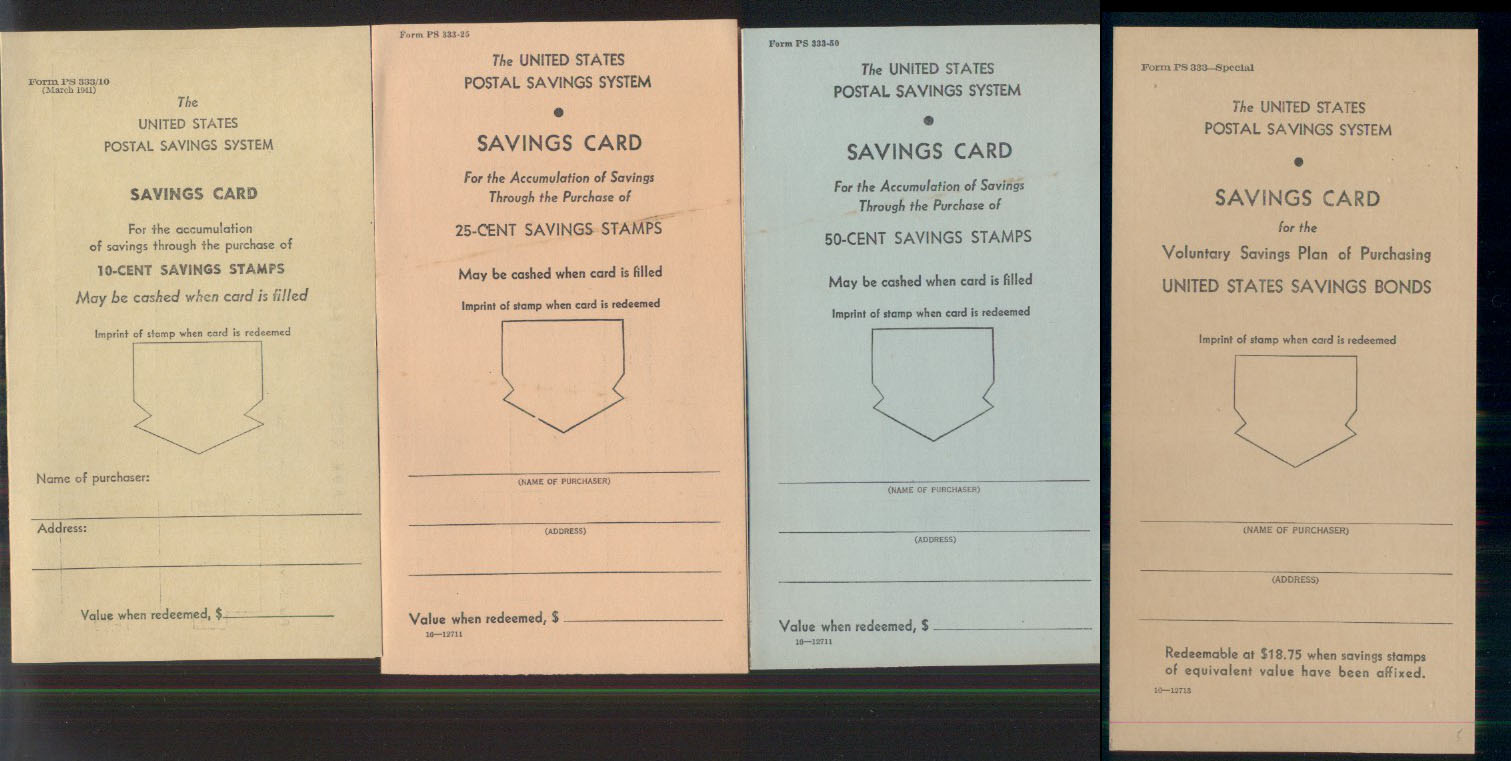 Form PS 333/10
(March 1941)
The
UNITED STATES
POSTAL SAVINGS SYSTEM
SAVINGS CARD
For the accumulation
of savings through the purchase of
10-CENT SAVINGS STAMPS
May be cashed when card is filled
Imprint of stamp when card is redeemed
Name of purchaser:
Address:
Value when redeemed, $
Form PS 333-25
The UNITED STATES
POSTAL SAVINGS SYSTEM
SAVINGS CARD
For the Accumulation of Savings
Through the Purchase of
25-CENT SAVINGS STAMPS
May be cashed when card is filled
Imprint of stamp when card is redeemed
(NAME OF PURCHASER)
(ADDRESS)
Value when redeemed, $
10—12711
Form PS 333-50
The UNITED STATES
POSTAL SAVINGS SYSTEM
SAVINGS CARD
For the Accumulation of Savings
Through the Purchase of
50-CENT SAVINGS STAMPS
May be cashed when card is filled
Imprint of stamp when card is redeemed
(NAME OF PURCHASER)
(ADDRESS)
Value when redeemed, $
10—12711
Form PS 333—Special
The UNITED STATES
POSTAL SAVINGS SYSTEM
SAVINGS CARD
for the
Voluntary Savings Plan of Purchasing
UNITED STATES SAVINGS BONDS
Imprint of stamp when card is redeemed
(NAME OF PURCHASER)
(ADDRESS)
Redeemable at $18.75 when savings stamps
of equivalent value have been affixed.
10—12713